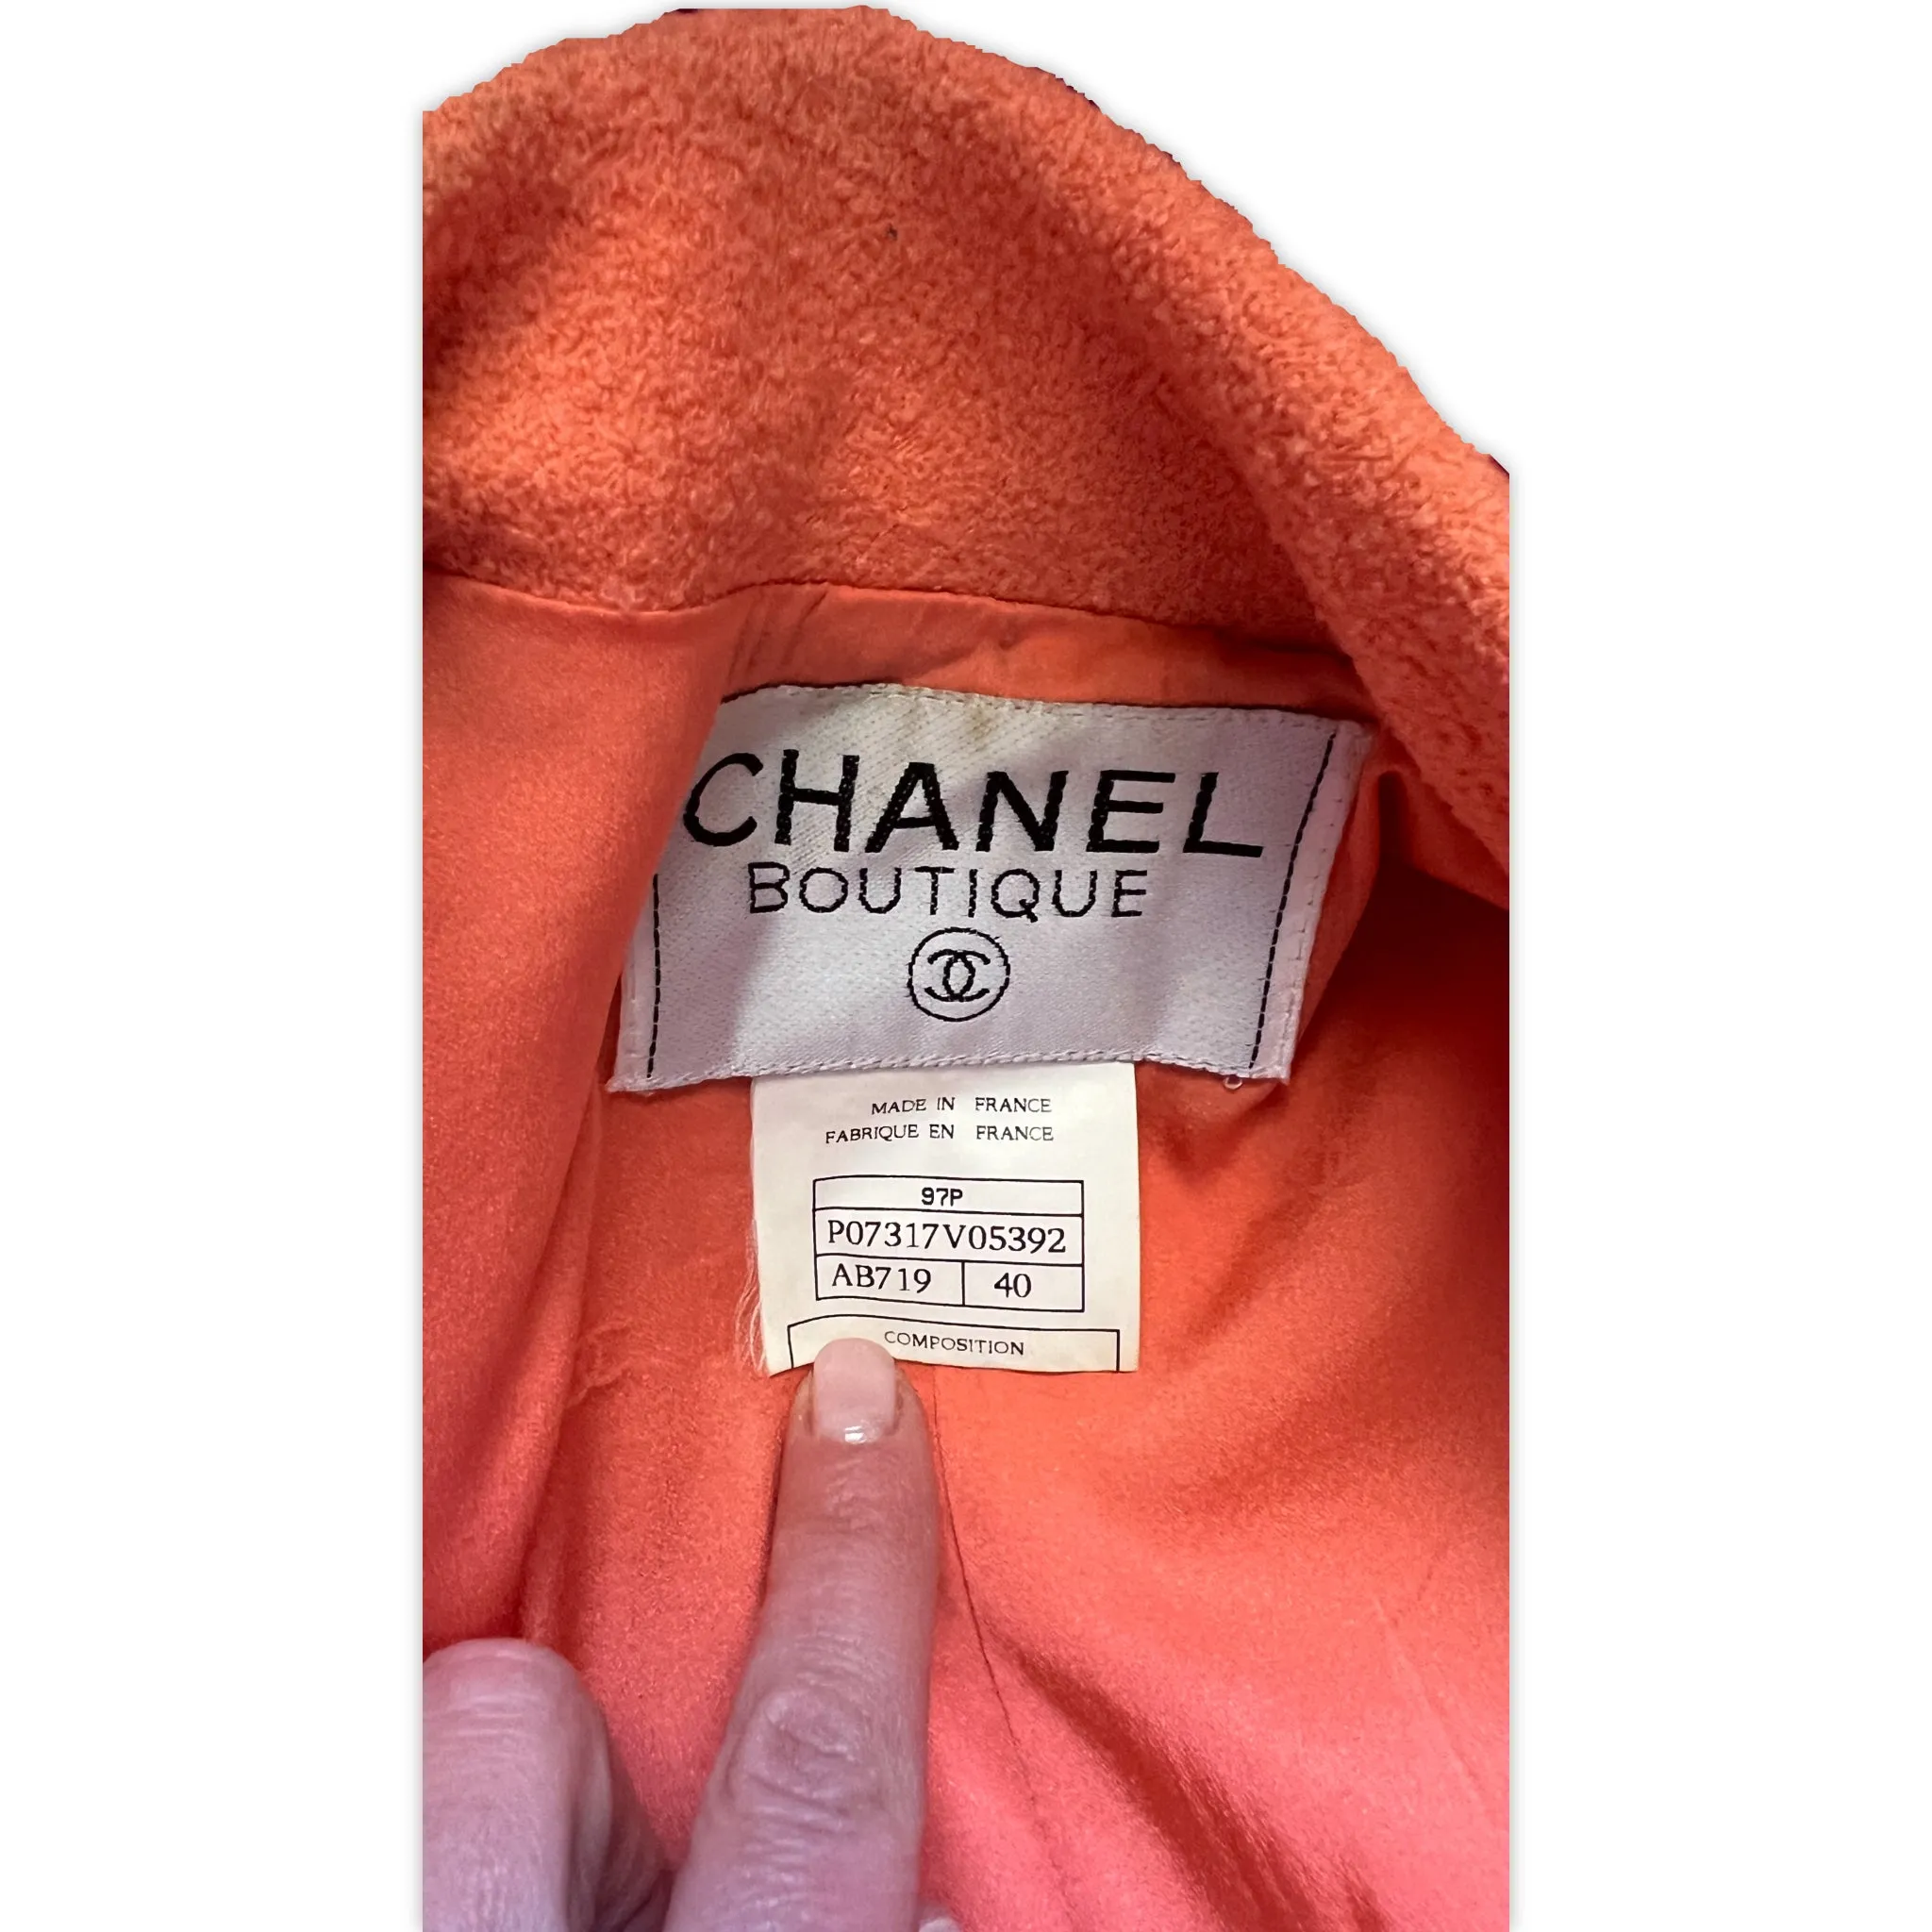 CHANEL
BOUTIQUE
MADE IN FRANCE
FABRIQUE EN FRANCE
97P
P07317V05392
AB719 40
COMPOSITION